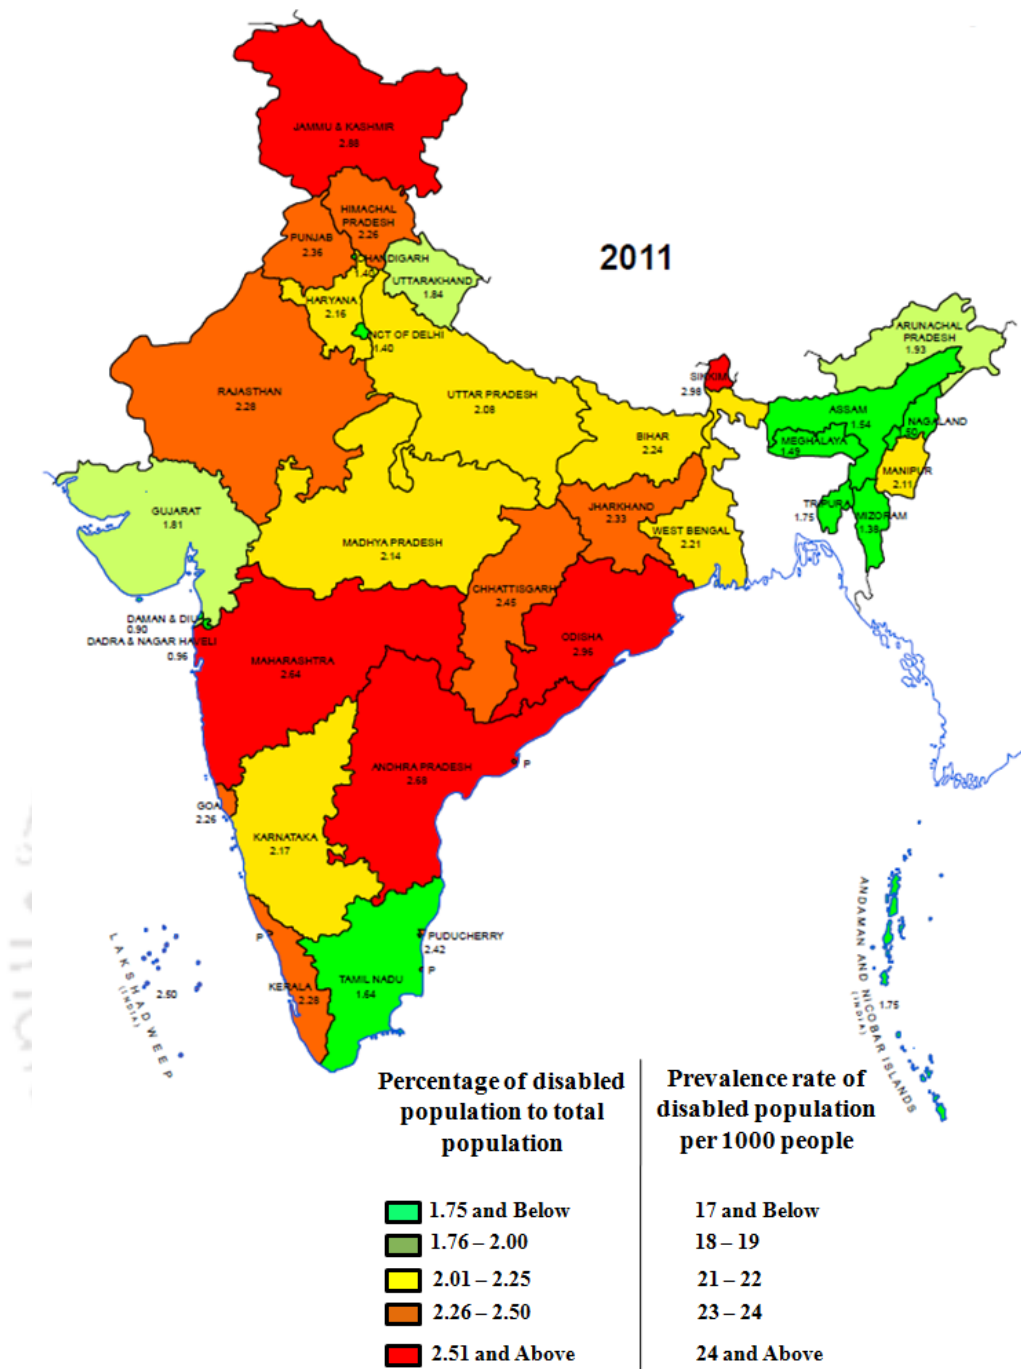 2011
JAMMU & KASHMIR
2.88
HIMACHAL
PRADESH
2.26
PUNJAB
2.36
CHANDIGARH
1.40
UTTARAKHAND
1.84
HARYANA
2.16
NCT OF DELHI
1.40
ARUNACHAL
PRADESH
1.93
RAJASTHAN
2.28
UTTAR PRADESH
2.08
SIKKIM
2.98
ASSAM
1.54
NAGALAND
MEGHALAYA
1.49
BIHAR
2.24
MANIPUR
2.11
GUJARAT
1.81
JHARKHAND
2.33
TRIPURA
1.75
MIZORAM
1.38
WEST BENGAL
2.21
MADHYA PRADESH
2.14
CHHATTISGARH
2.45
DAMAN & DIU
0.90
DADRA & NAGAR HAVELI
0.96
ODISHA
2.96
MAHARASHTRA
2.64
ANDHRA PRADESH
2.68
P
GOA
2.26
KARNATAKA
2.17
P
PUDUCHERRY
2.42
P
TAMIL NADU
1.64
KERALA
2.28
LAKSHADWEEP
(INDIA)
2.50
ANDAMAN AND NICOBAR ISLANDS
(INDIA)
1.75
Percentage of disabled
population to total
population
Prevalence rate of
disabled population
per 1000 people
1.75 and Below 17 and Below
1.76 – 2.00 18 – 19
2.01 – 2.25 21 – 22
2.26 – 2.50 23 – 24
2.51 and Above 24 and Above